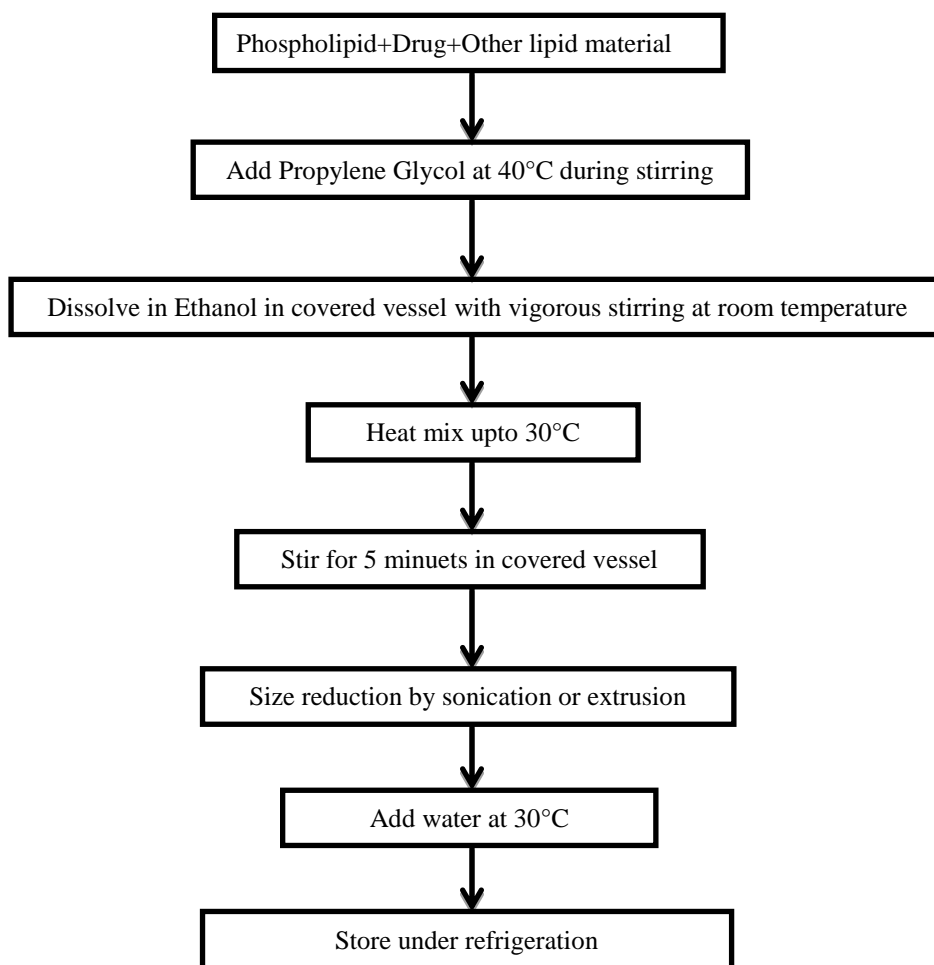 Phospholipid+Drug+Other lipid material
Add Propylene Glycol at 40°C during stirring
Dissolve in Ethanol in covered vessel with vigorous stirring at room temperature
Heat mix upto 30°C
Stir for 5 minuets in covered vessel
Size reduction by sonication or extrusion
Add water at 30°C
Store under refrigeration